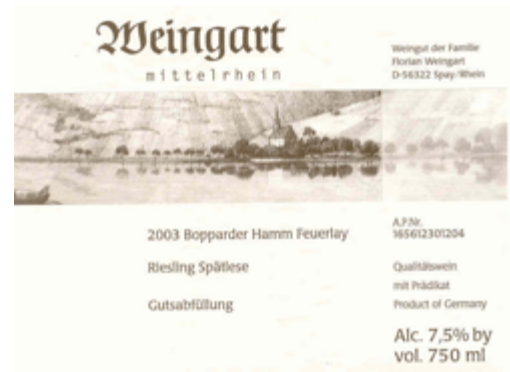 Weingart
mittelrhein
Weingut der Familie
Florian Weingart
D-56322 Spay/Rhein
2003 Bopparder Hamm Feuerlay
Riesling Spätlese
Gutsabfüllung
A.P.Nr.
165612301204
Qualitätswein
mit Prädikat
Product of Germany
Alc. 7,5% by
vol. 750 ml